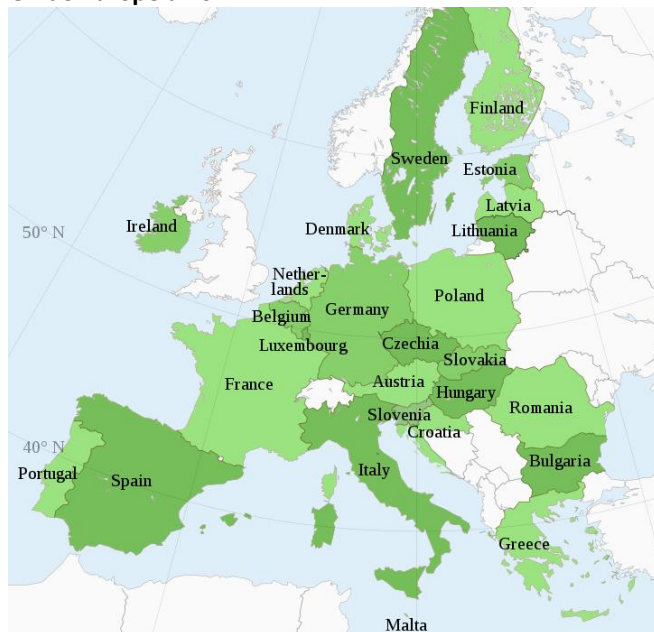 Finland
Sweden
Estonia
Latvia
Ireland
Denmark
Lithuania
50° N
Nether-
lands
Poland
Belgium
Germany
Luxembourg
Czechia
Slovakia
France
Austria
Hungary
Romania
Slovenia
Croatia
40° N
Portugal
Spain
Italy
Bulgaria
Greece
Malta